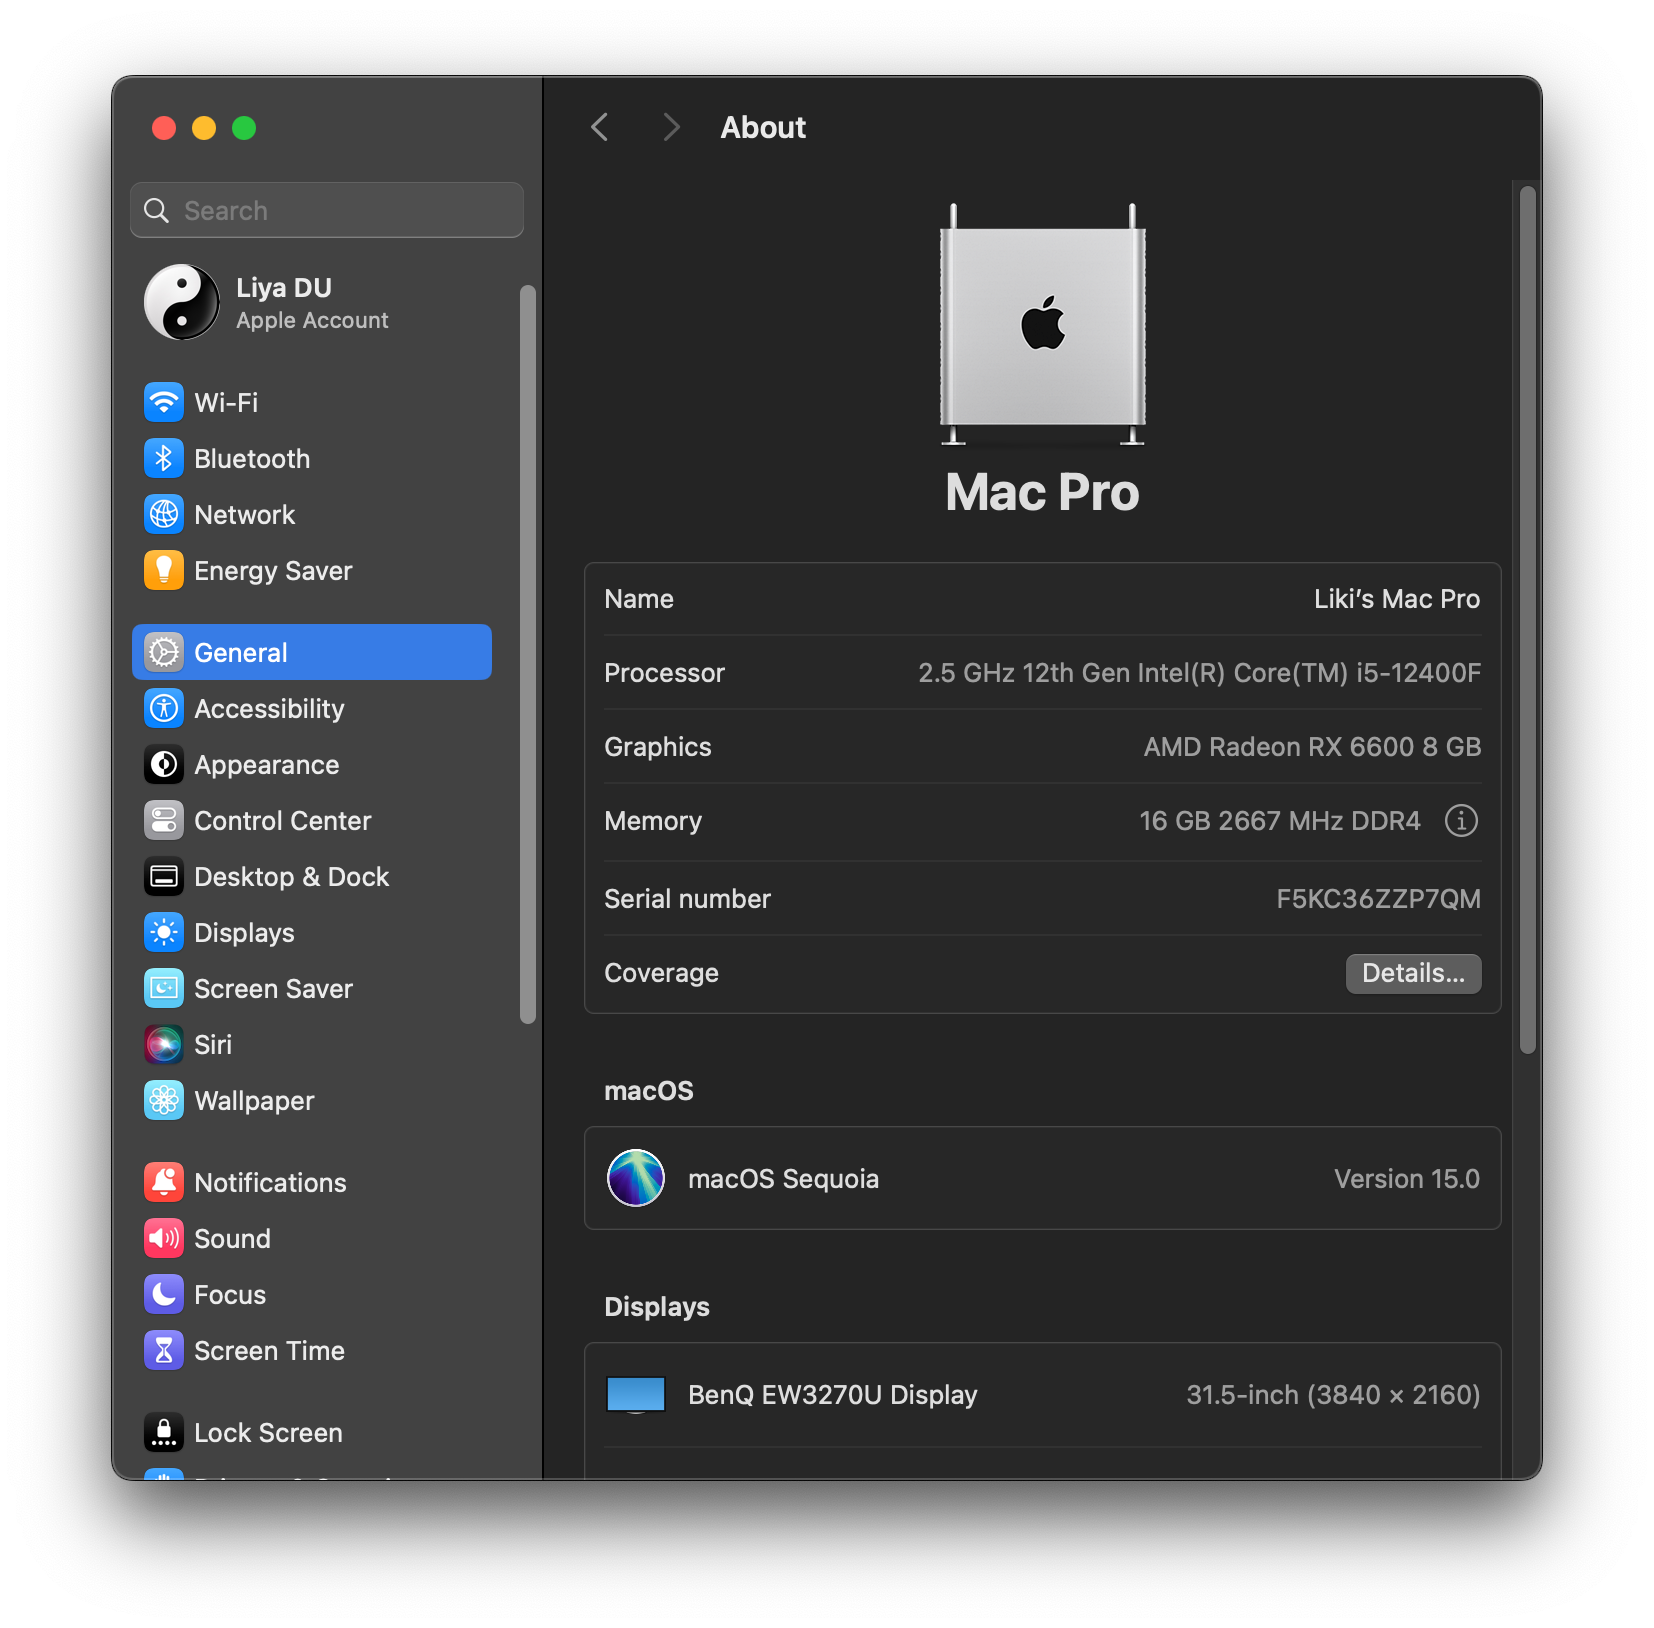 About
Search
Liya DU
Apple Account
Wi-Fi
Bluetooth
Network
Energy Saver
General
Accessibility
Appearance
Control Center
Desktop & Dock
Displays
Screen Saver
Siri
Wallpaper
Notifications
Sound
Focus
Screen Time
Lock Screen
Mac Pro
Name Liki’s Mac Pro
Processor 2.5 GHz 12th Gen Intel(R) Core(TM) i5-12400F
Graphics AMD Radeon RX 6600 8 GB
Memory 16 GB 2667 MHz DDR4
Serial number F5KC36ZZP7QM
Coverage Details...
macOS
macOS Sequoia Version 15.0
Displays
BenQ EW3270U Display 31.5-inch (3840 × 2160)